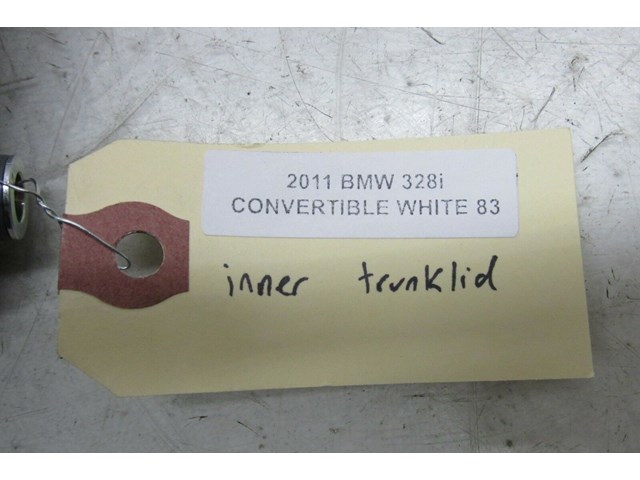 2011 BMW 328i
CONVERTIBLE WHITE 83
inner trunklid